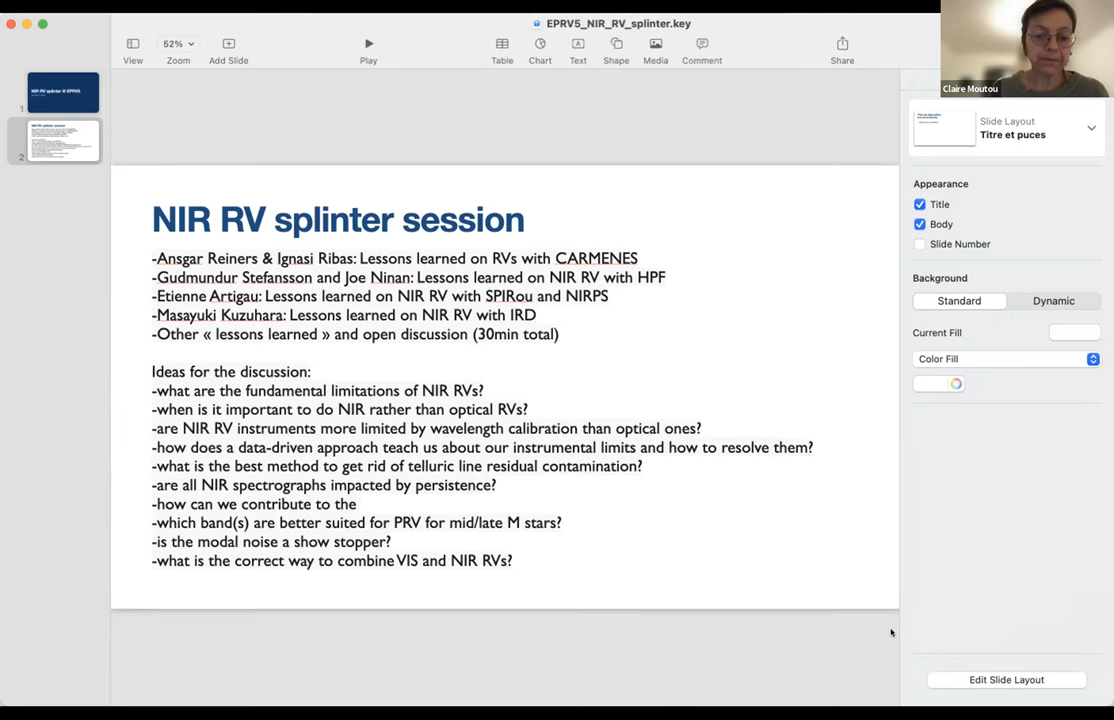 EPRV5_NIR_RV_splinter.key
52%
View
Zoom
Add Slide
Play
Table
Chart
Text
Shape
Media
Comment
Share
Claire Moutou
NIR RV splinter @ EPRV5
1
NIR RV splinter session
2
NIR RV splinter session
-Ansgar Reiners & Ignasi Ribas: Lessons learned on RVs with CARMENES
-Gudmundur Stefansson and Joe Ninan: Lessons learned on NIR RV with HPF
-Etienne Artigau: Lessons learned on NIR RV with SPIRou and NIRPS
-Masayuki Kuzuhara: Lessons learned on NIR RV with IRD
-Other « lessons learned » and open discussion (30min total)
Ideas for the discussion:
-what are the fundamental limitations of NIR RVs?
-when is it important to do NIR rather than optical RVs?
-are NIR RV instruments more limited by wavelength calibration than optical ones?
-how does a data-driven approach teach us about our instrumental limits and how to resolve them?
-what is the best method to get rid of telluric line residual contamination?
-are all NIR spectrographs impacted by persistence?
-how can we contribute to the
-which band(s) are better suited for PRV for mid/late M stars?
-is the modal noise a show stopper?
-what is the correct way to combine VIS and NIR RVs?
Slide Layout
Titre et puces
Appearance
Title
Body
Slide Number
Background
Standard
Dynamic
Current Fill
Color Fill
Edit Slide Layout